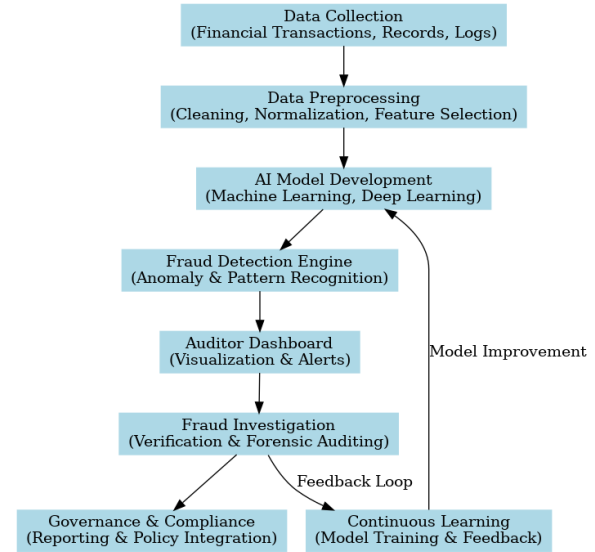 Data Collection
(Financial Transactions, Records, Logs)
Data Preprocessing
(Cleaning, Normalization, Feature Selection)
AI Model Development
(Machine Learning, Deep Learning)
Fraud Detection Engine
(Anomaly & Pattern Recognition)
Auditor Dashboard
(Visualization & Alerts)
Model Improvement
Fraud Investigation
(Verification & Forensic Auditing)
Feedback Loop
Governance & Compliance
(Reporting & Policy Integration)
Continuous Learning
(Model Training & Feedback)